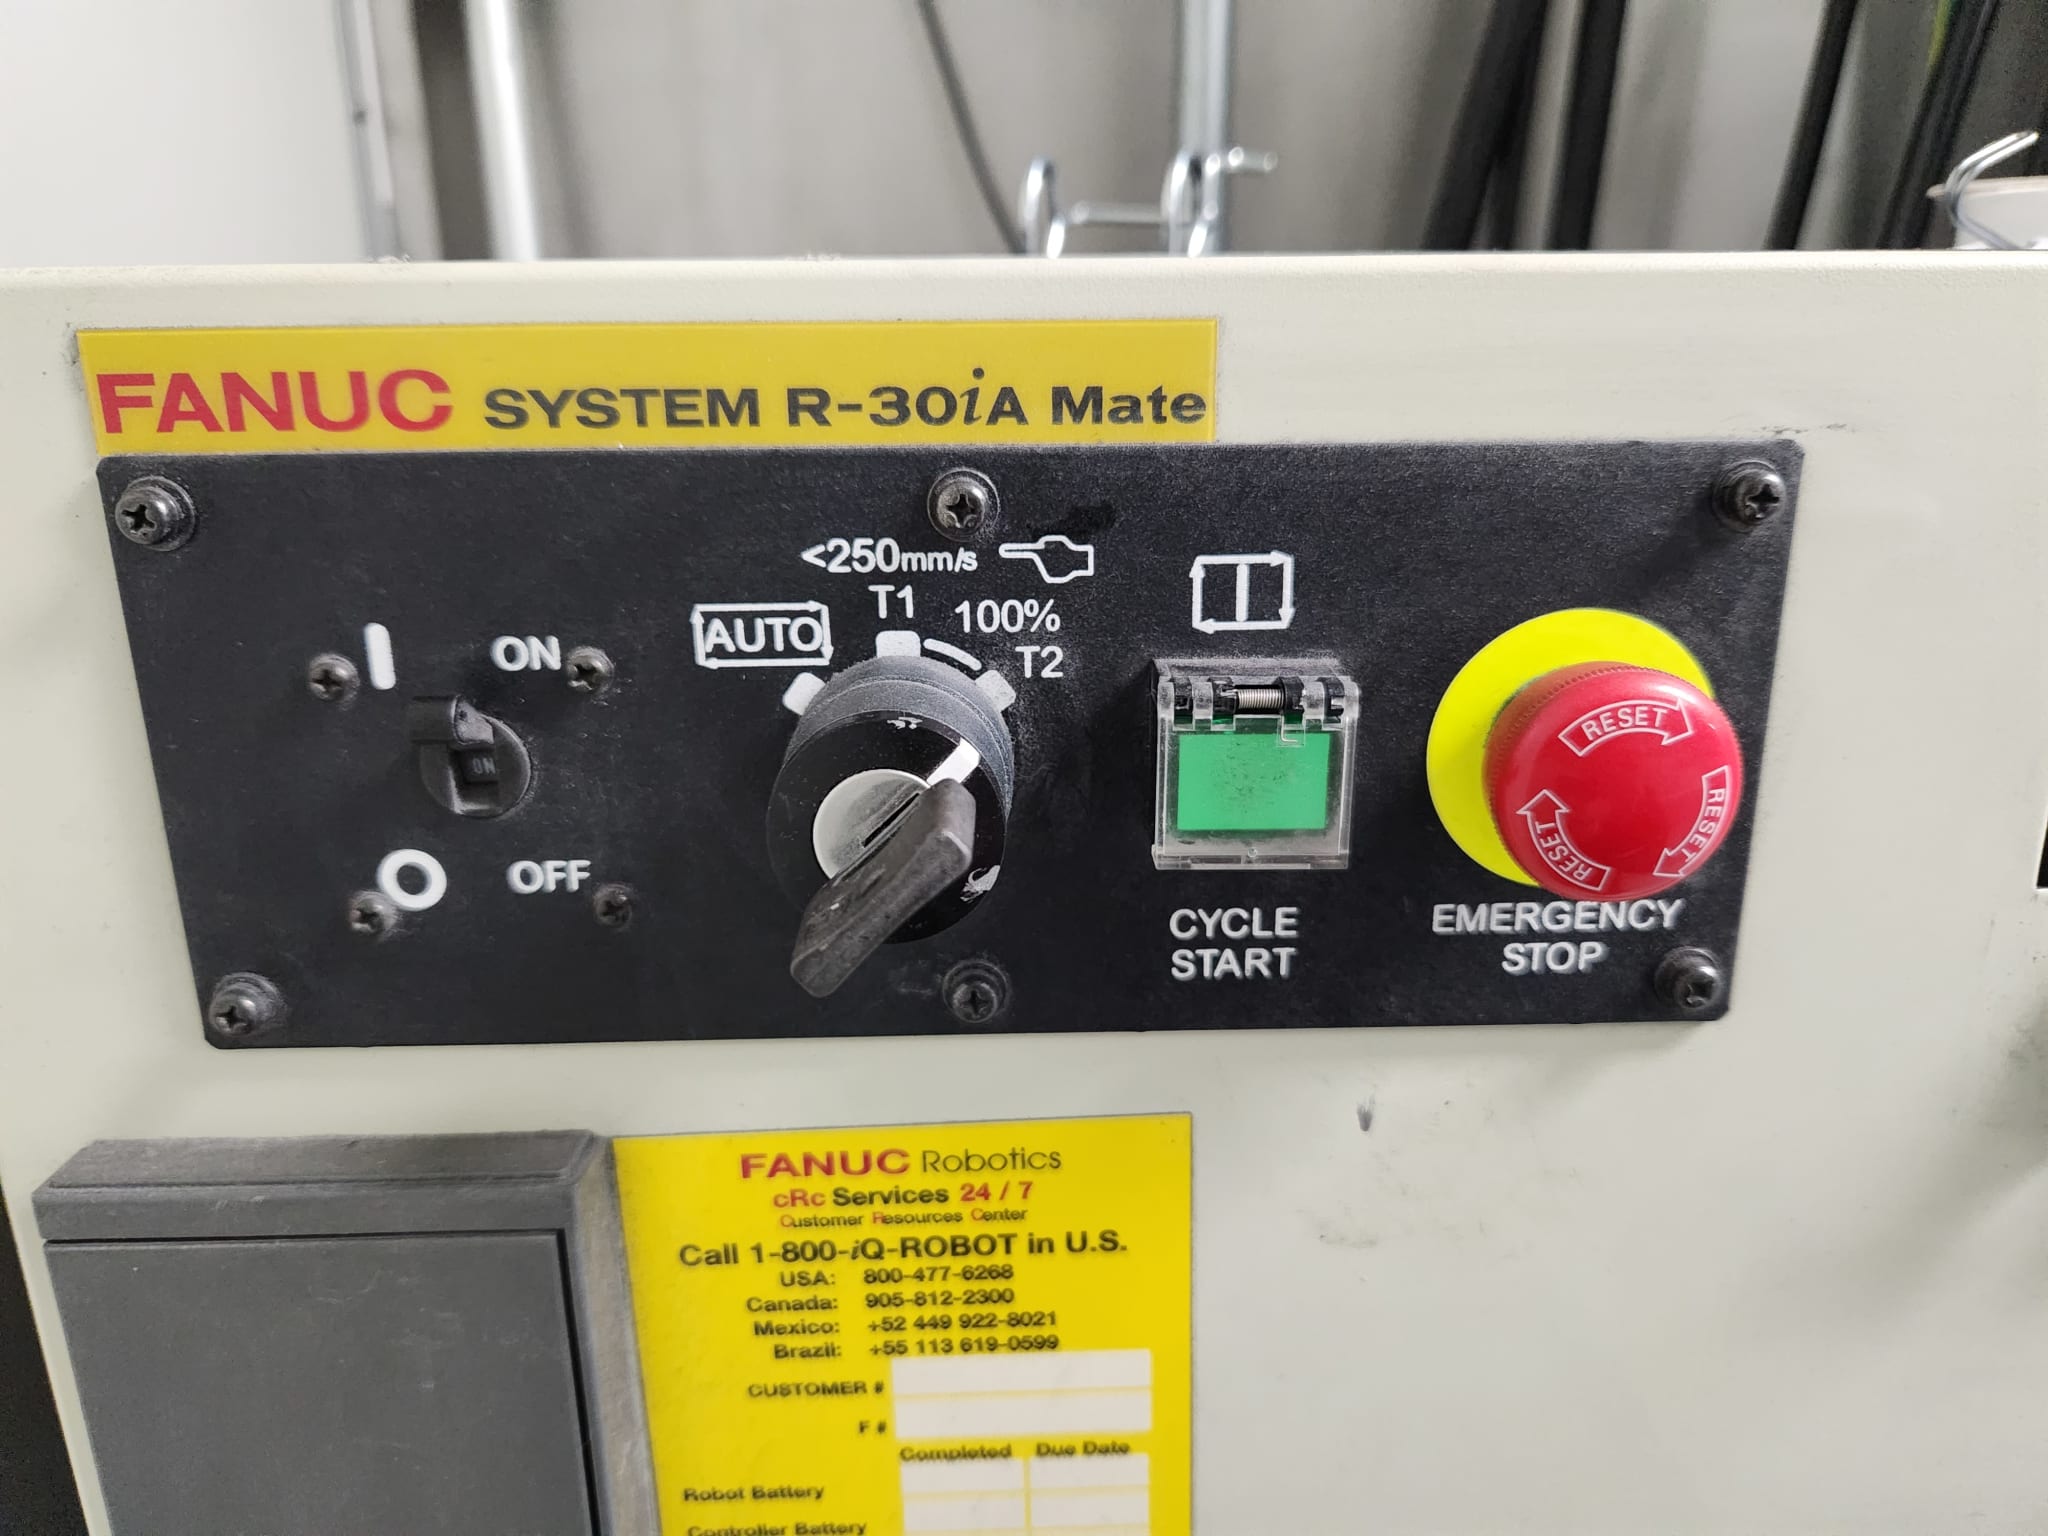 FANUC SYSTEM R-30iA Mate
<250mm/s
T1
100%
AUTO
T2
ON
ON
OFF
RESET
RESET
RESET
CYCLE
START
EMERGENCY
STOP
FANUC Robotics
cRc Services 24 / 7
Customer Resources Center
Call 1-800-iQ-ROBOT in U.S.
USA: 800-477-6268
Canada: 905-812-2300
Mexico: +52 449 922-8021
Brazil: +55 113 619-0599
CUSTOMER #
F #
Completed Due Date
Robot Battery
Controller Battery